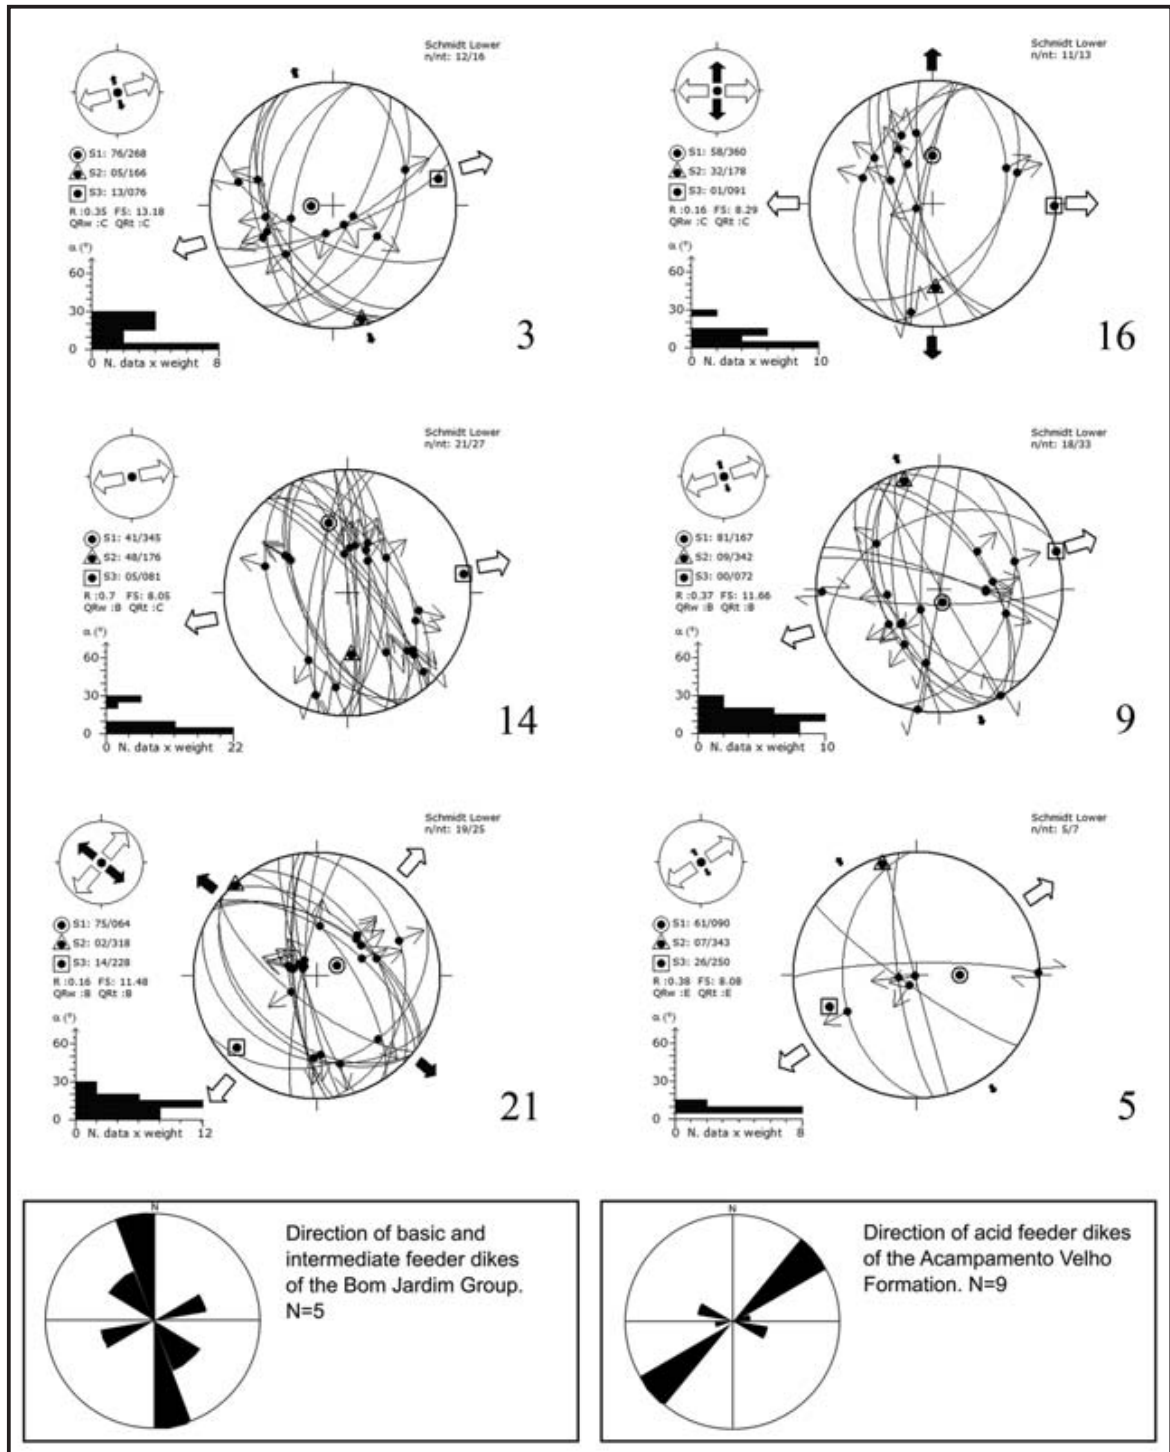 Schmidt Lower
n/nt: 12/16
S1: 76/268
S2: 05/166
S3: 13/076
R :0.35 FS: 13.18
QRw :C QRt :C
α (°)
60
30
0
0 N. data x weight 8
3
Schmidt Lower
n/nt: 11/13
S1: 58/360
S2: 32/178
S3: 01/091
R :0.16 FS: 8.29
QRw :C QRt :C
α (°)
60
30
0
0 N. data x weight 10
16
Schmidt Lower
n/nt: 21/27
S1: 41/345
S2: 48/176
S3: 05/081
R :0.7 FS: 8.05
QRw :B QRt :C
α (°)
60
30
0
0 N. data x weight 22
14
Schmidt Lower
n/nt: 18/33
S1: 81/167
S2: 09/342
S3: 00/072
R :0.37 FS: 11.66
QRw :B QRt :B
α (°)
60
30
0
0 N. data x weight 10
9
Schmidt Lower
n/nt: 19/25
S1: 75/064
S2: 02/318
S3: 14/228
R :0.16 FS: 11.48
QRw :B QRt :B
α (°)
60
30
0
0 N. data x weight 12
21
Schmidt Lower
n/nt: 5/7
S1: 61/090
S2: 07/343
S3: 26/250
R :0.38 FS: 8.08
QRw :E QRt :E
α (°)
60
30
0
0 N. data x weight 8
5
N
Direction of basic and
intermediate feeder dikes
of the Bom Jardim Group.
N=5
N
Direction of acid feeder dikes
of the Acampamento Velho
Formation. N=9